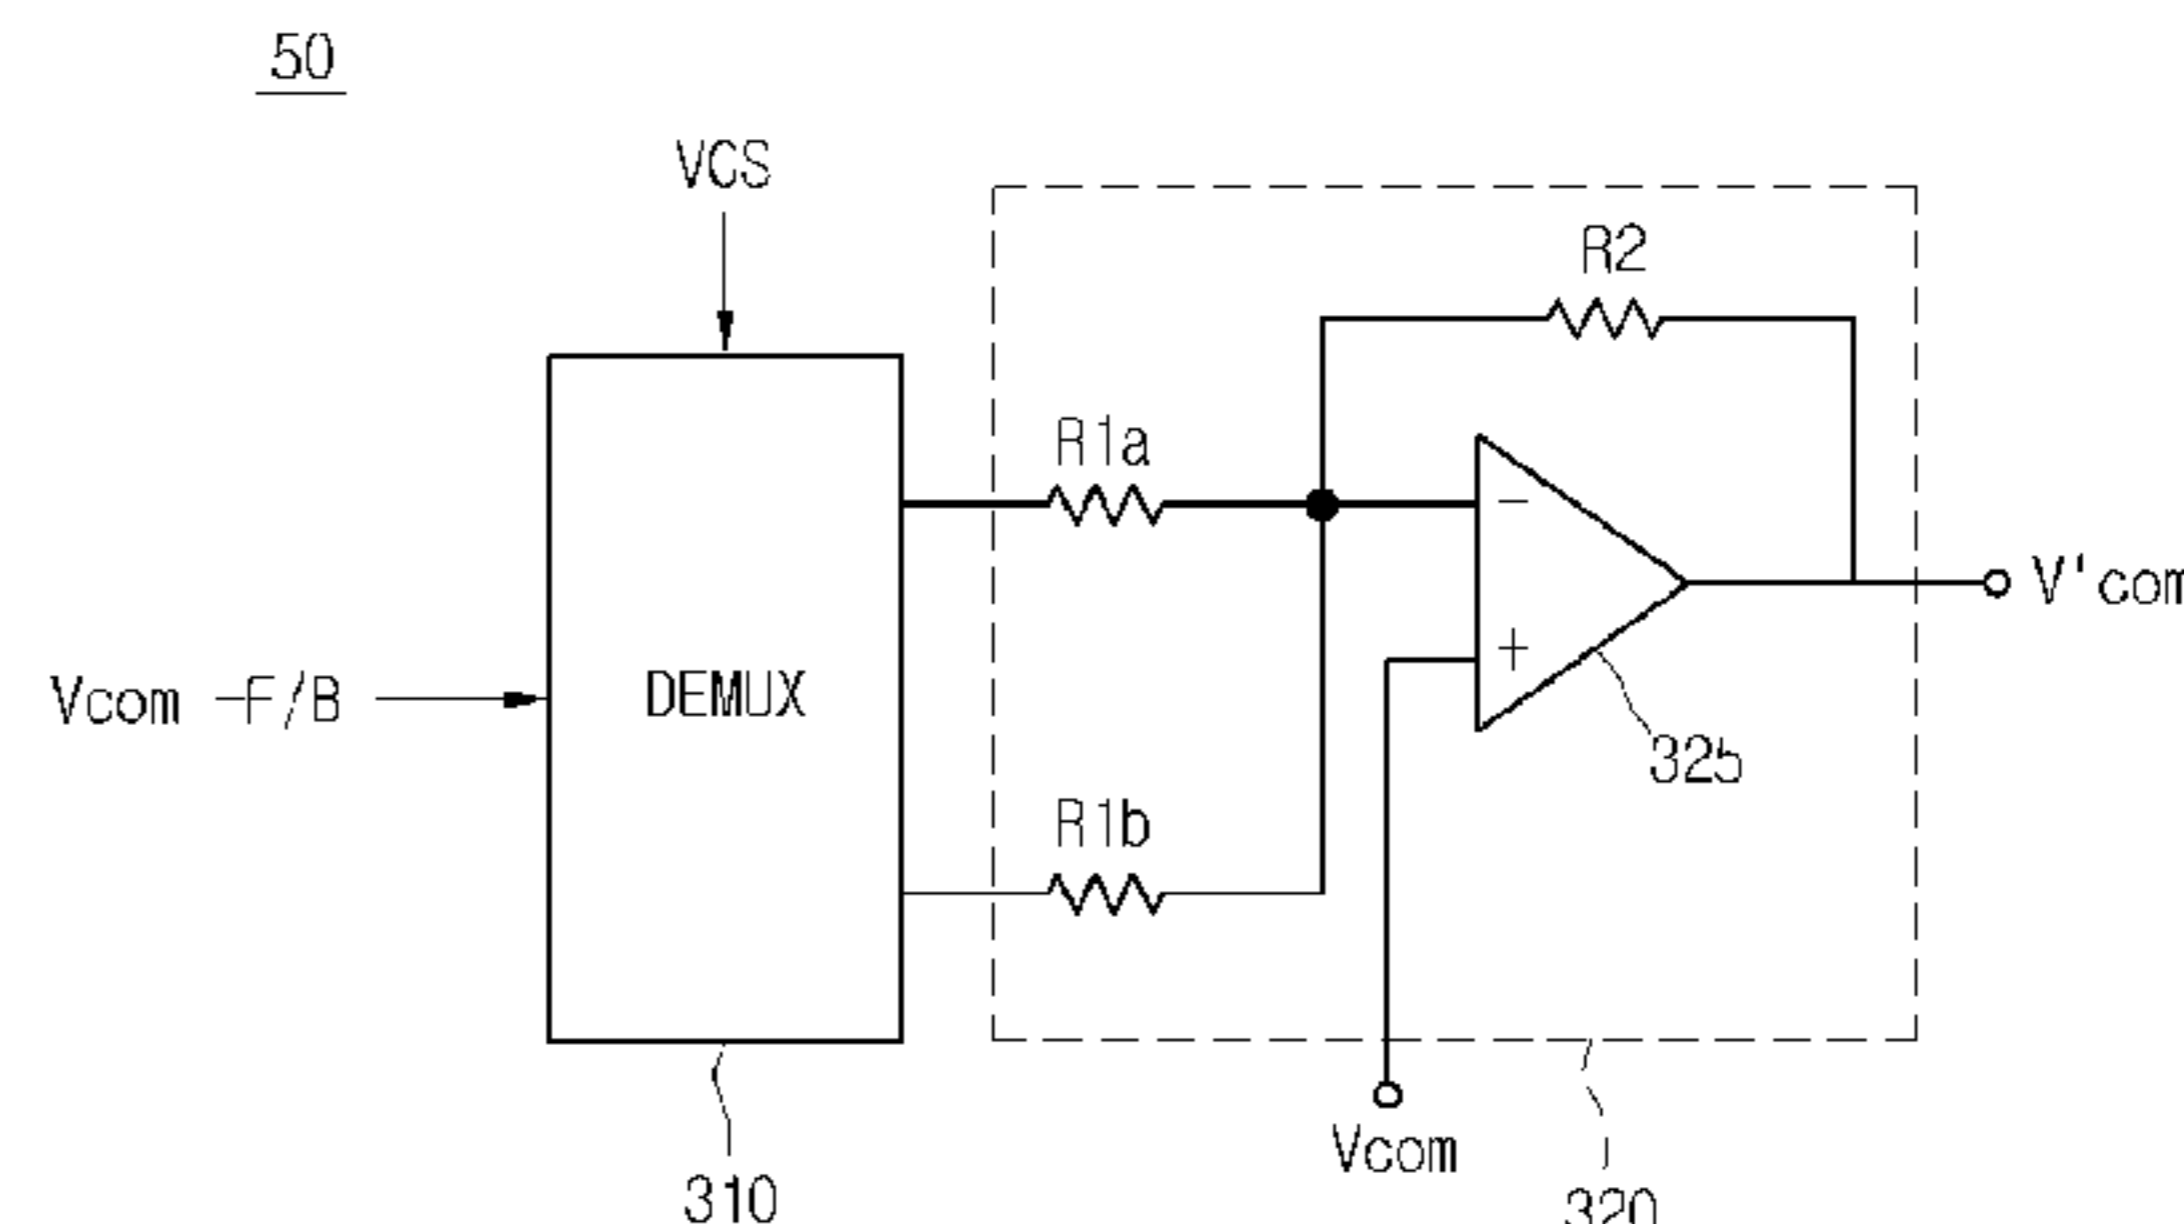 50
VCS
R2
R1a
−
V'com
+
Vcom -F/B
DEMUX
325
R1b
Vcom
310
320